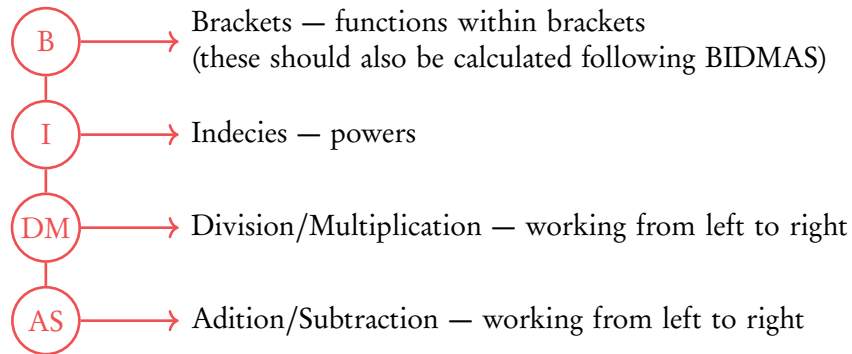 B
Brackets — functions within brackets
(these should also be calculated following BIDMAS)
I
Indecies — powers
DM
Division/Multiplication — working from left to right
AS
Adition/Subtraction — working from left to right